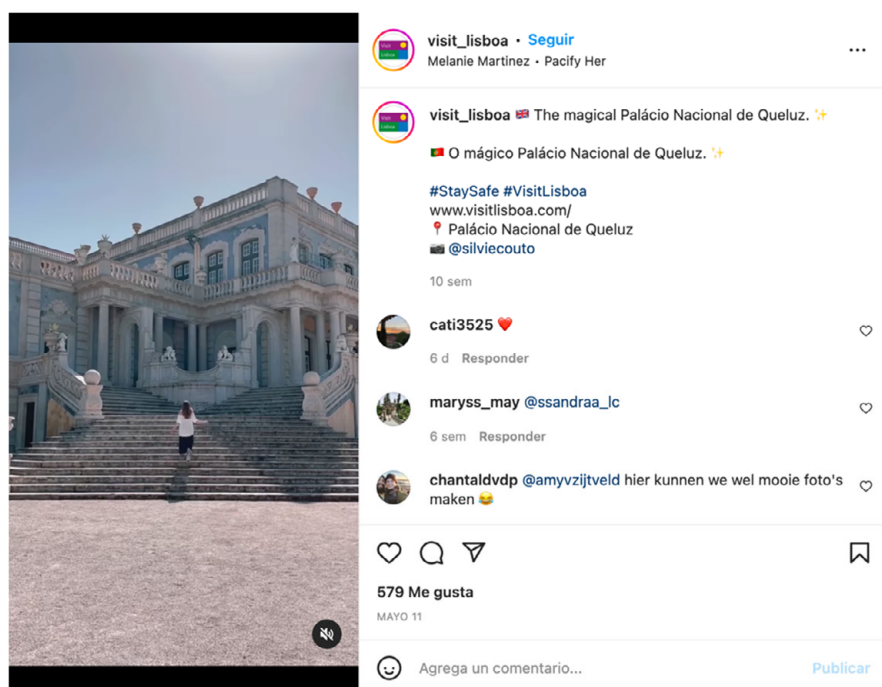 visit_lisboa • Seguir
Melanie Martinez • Pacify Her
visit_lisboa 🇬🇧 The magical Palácio Nacional de Queluz. ✨
🇵🇹 O mágico Palácio Nacional de Queluz. ✨
#StaySafe #VisitLisboa
www.visitlisboa.com/
📍 Palácio Nacional de Queluz
📷 @silviecouto
10 sem
cati3525 ❤️
6 d Responder
maryss_may @ssandraa_lc
6 sem Responder
chantaldvdp @amyvzijtveld hier kunnen we wel mooie foto's
maken 😂
579 Me gusta
MAYO 11
Agrega un comentario... Publicar